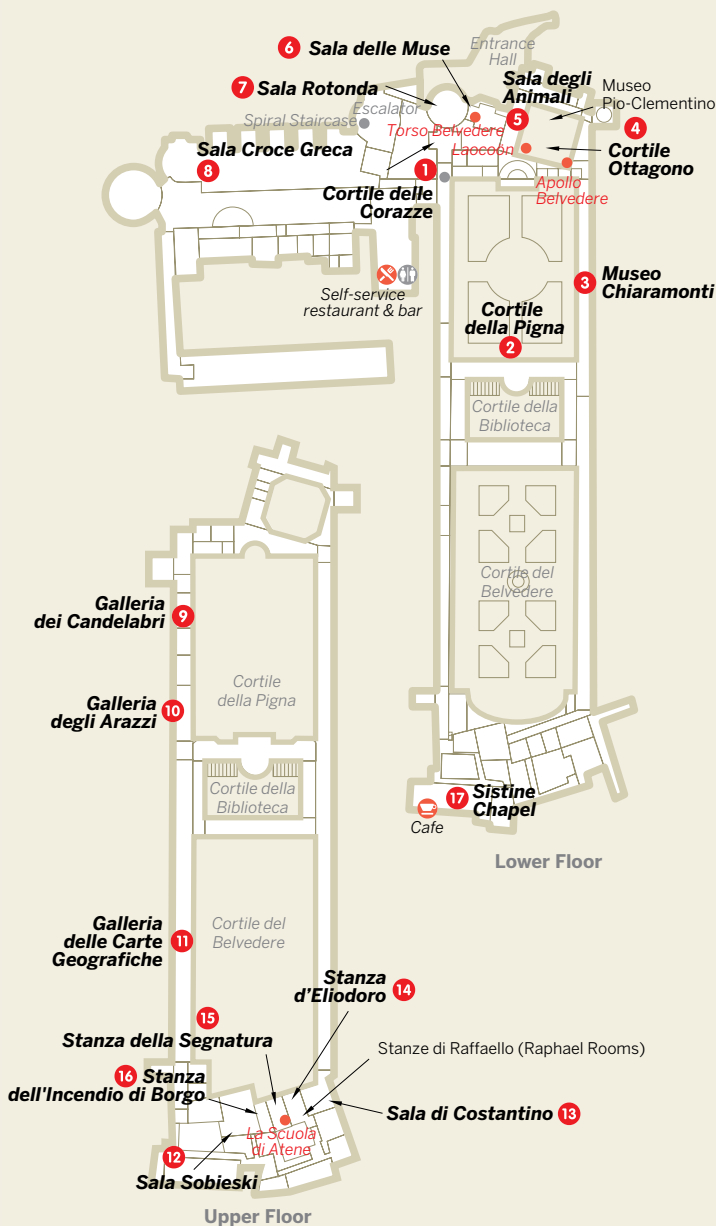 6 Sala delle Muse
Entrance
Hall
7 Sala Rotonda
Sala degli
Animali
5
Museo
Pio-Clementino
Escalator
Spiral Staircase
Torso Belvedere
4
Sala Croce Greca
8
Laocoön
Cortile
Ottagono
1
Cortile delle
Corazze
Apollo
Belvedere
3 Museo
Chiaramonti
Self-service
restaurant & bar
Cortile
della Pigna
2
Cortile della
Biblioteca
Cortile del
Belvedere
17 Sistine
Chapel
Cafe
Lower Floor
Galleria
dei Candelabri
9
Cortile
della Pigna
Galleria
degli Arazzi
10
Cortile della
Biblioteca
Galleria
delle Carte
Geografiche
11
Cortile del
Belvedere
Stanza
d'Eliodoro
14
15
Stanza della Segnatura
Stanze di Raffaello (Raphael Rooms)
16 Stanza
dell'Incendio di Borgo
Sala di Costantino 13
La Scuola
di Atene
12
Sala Sobieski
Upper Floor